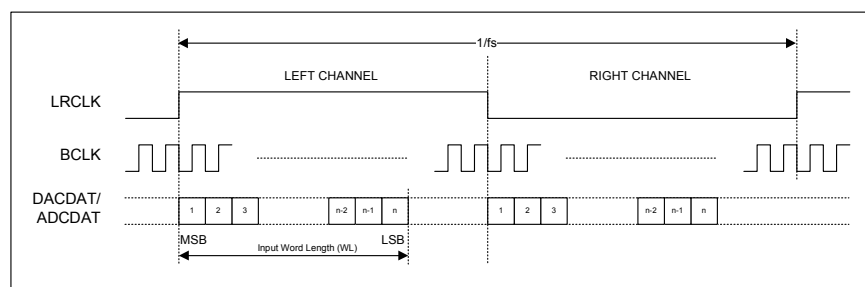 1/fs
LEFT CHANNEL RIGHT CHANNEL
LRCLK
BCLK
DACDAT/
ADCDAT
1 2 3 n-2 n-1 n 1 2 3 n-2 n-1 n
MSB LSB
Input Word Length (WL)